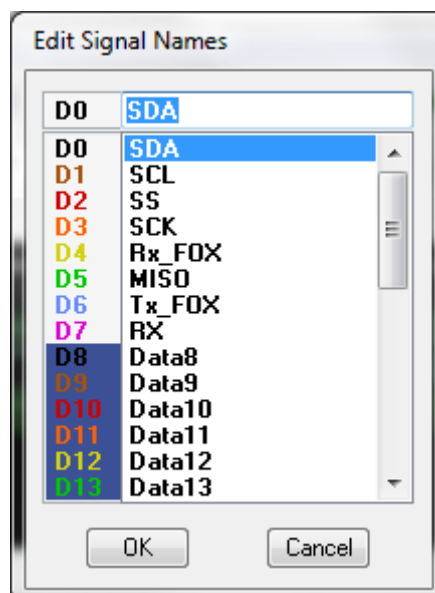 Edit Signal Names
D0 SDA
D0 SDA
D1 SCL
D2 SS
D3 SCK
D4 Rx_FOX
D5 MISO
D6 Tx_FOX
D7 RX
D8 Data8
D9 Data9
D10 Data10
D11 Data11
D12 Data12
D13 Data13
OK Cancel